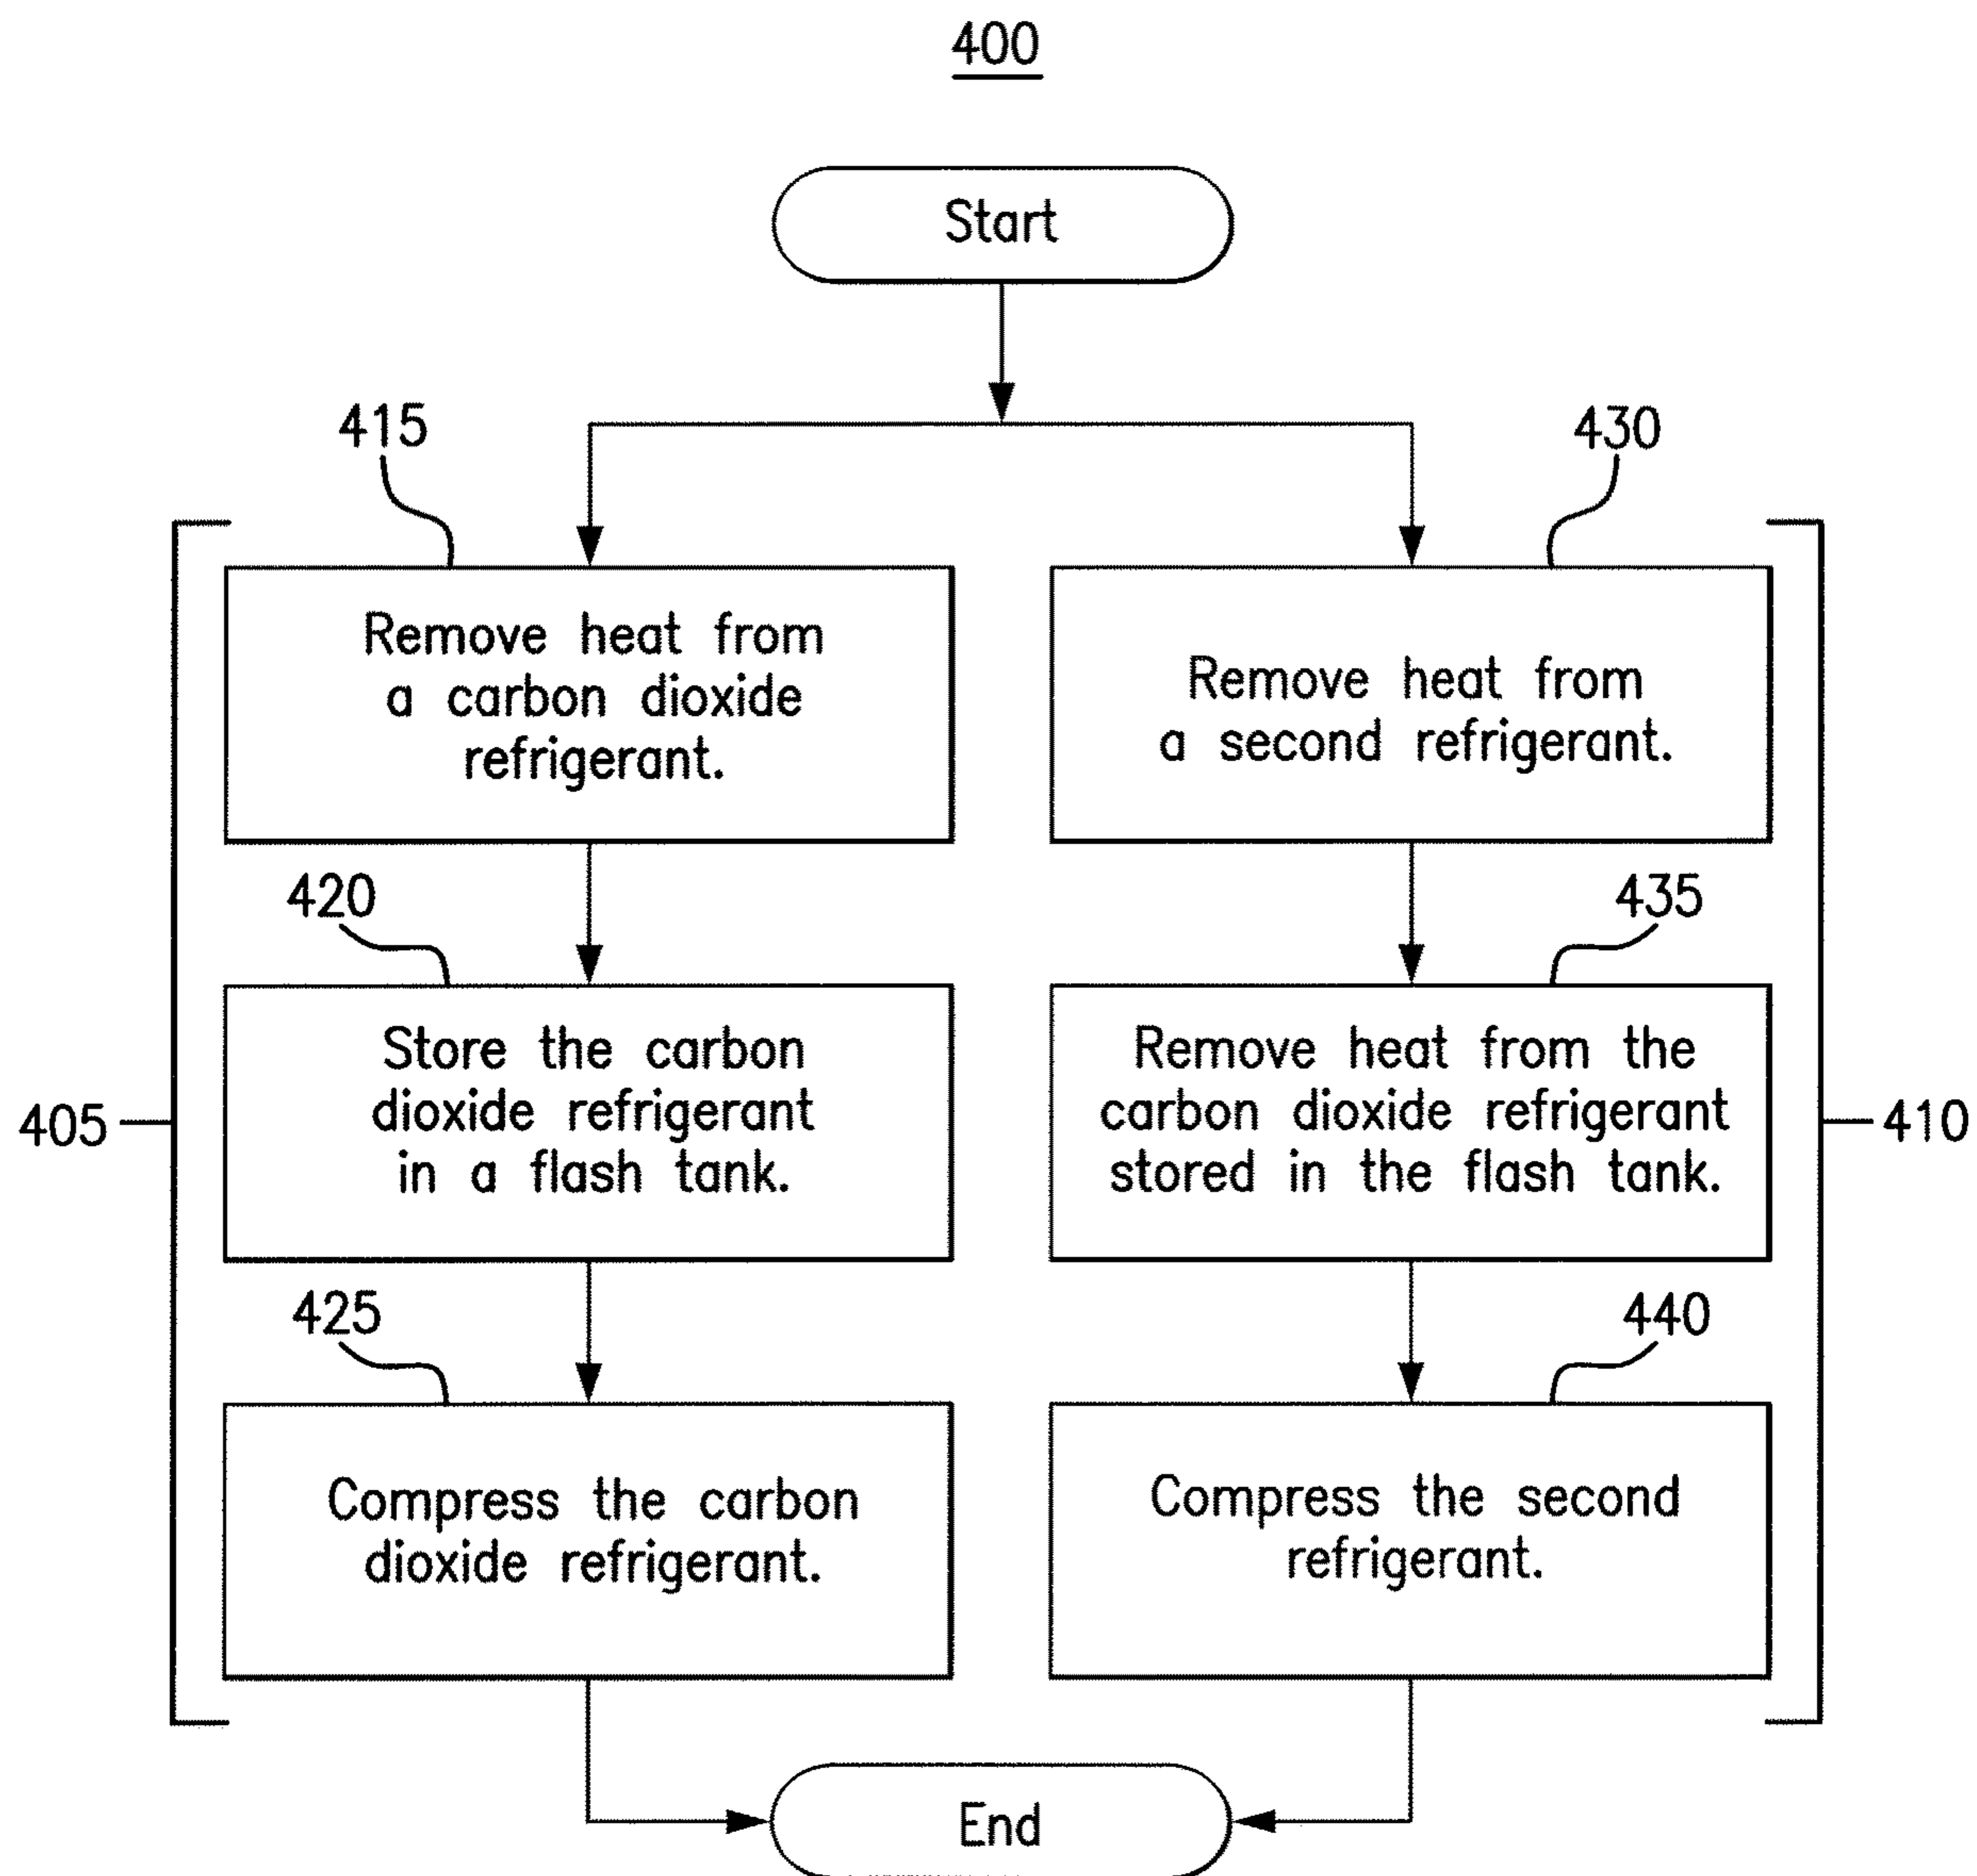 400
Start
415
430
Remove heat from
a carbon dioxide
refrigerant.
Remove heat from
a second refrigerant.
420
435
Store the carbon
dioxide refrigerant
in a flash tank.
Remove heat from the
carbon dioxide refrigerant
stored in the flash tank.
405
410
425
440
Compress the carbon
dioxide refrigerant.
Compress the second
refrigerant.
End